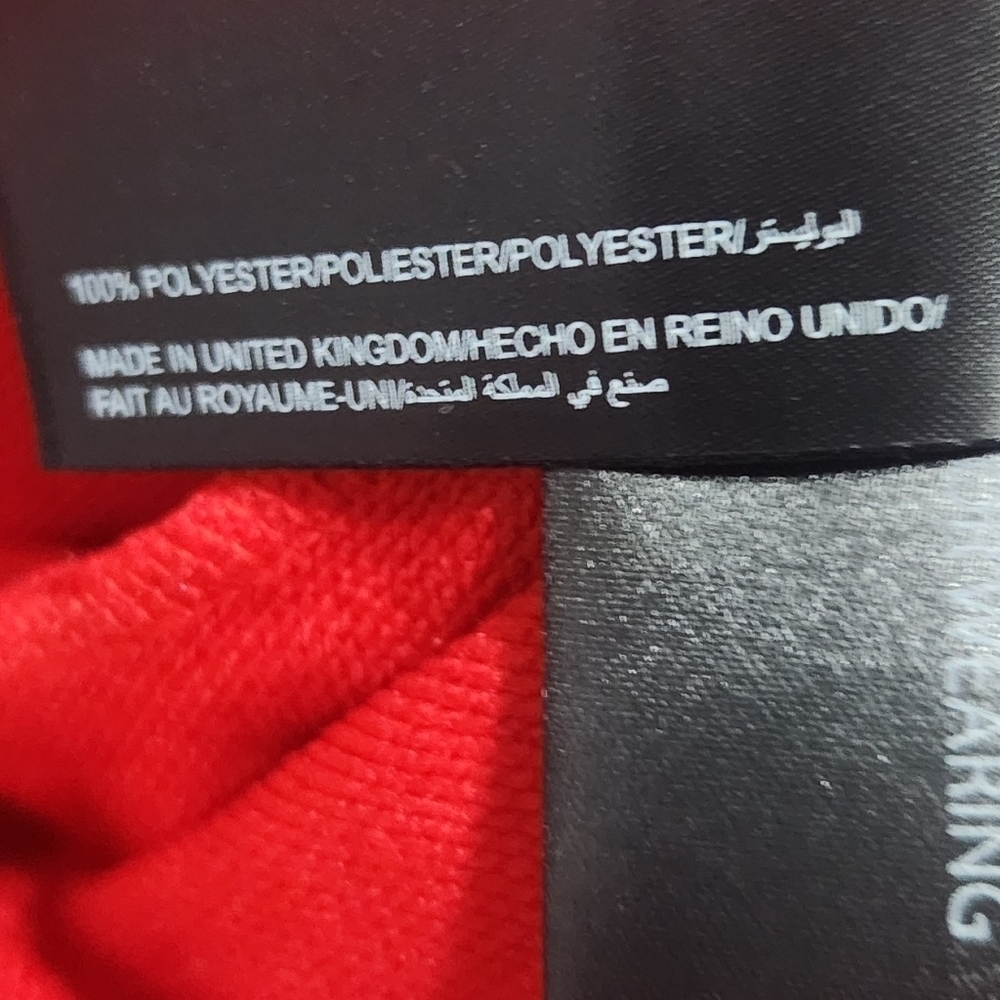 100% POLYESTER/POLIESTER/POLYESTER/البوليستر
MADE IN UNITED KINGDOM/HECHO EN REINO UNIDO/
FAIT AU ROYAUME-UNI/صنع في المملكة المتحدة
WEARING